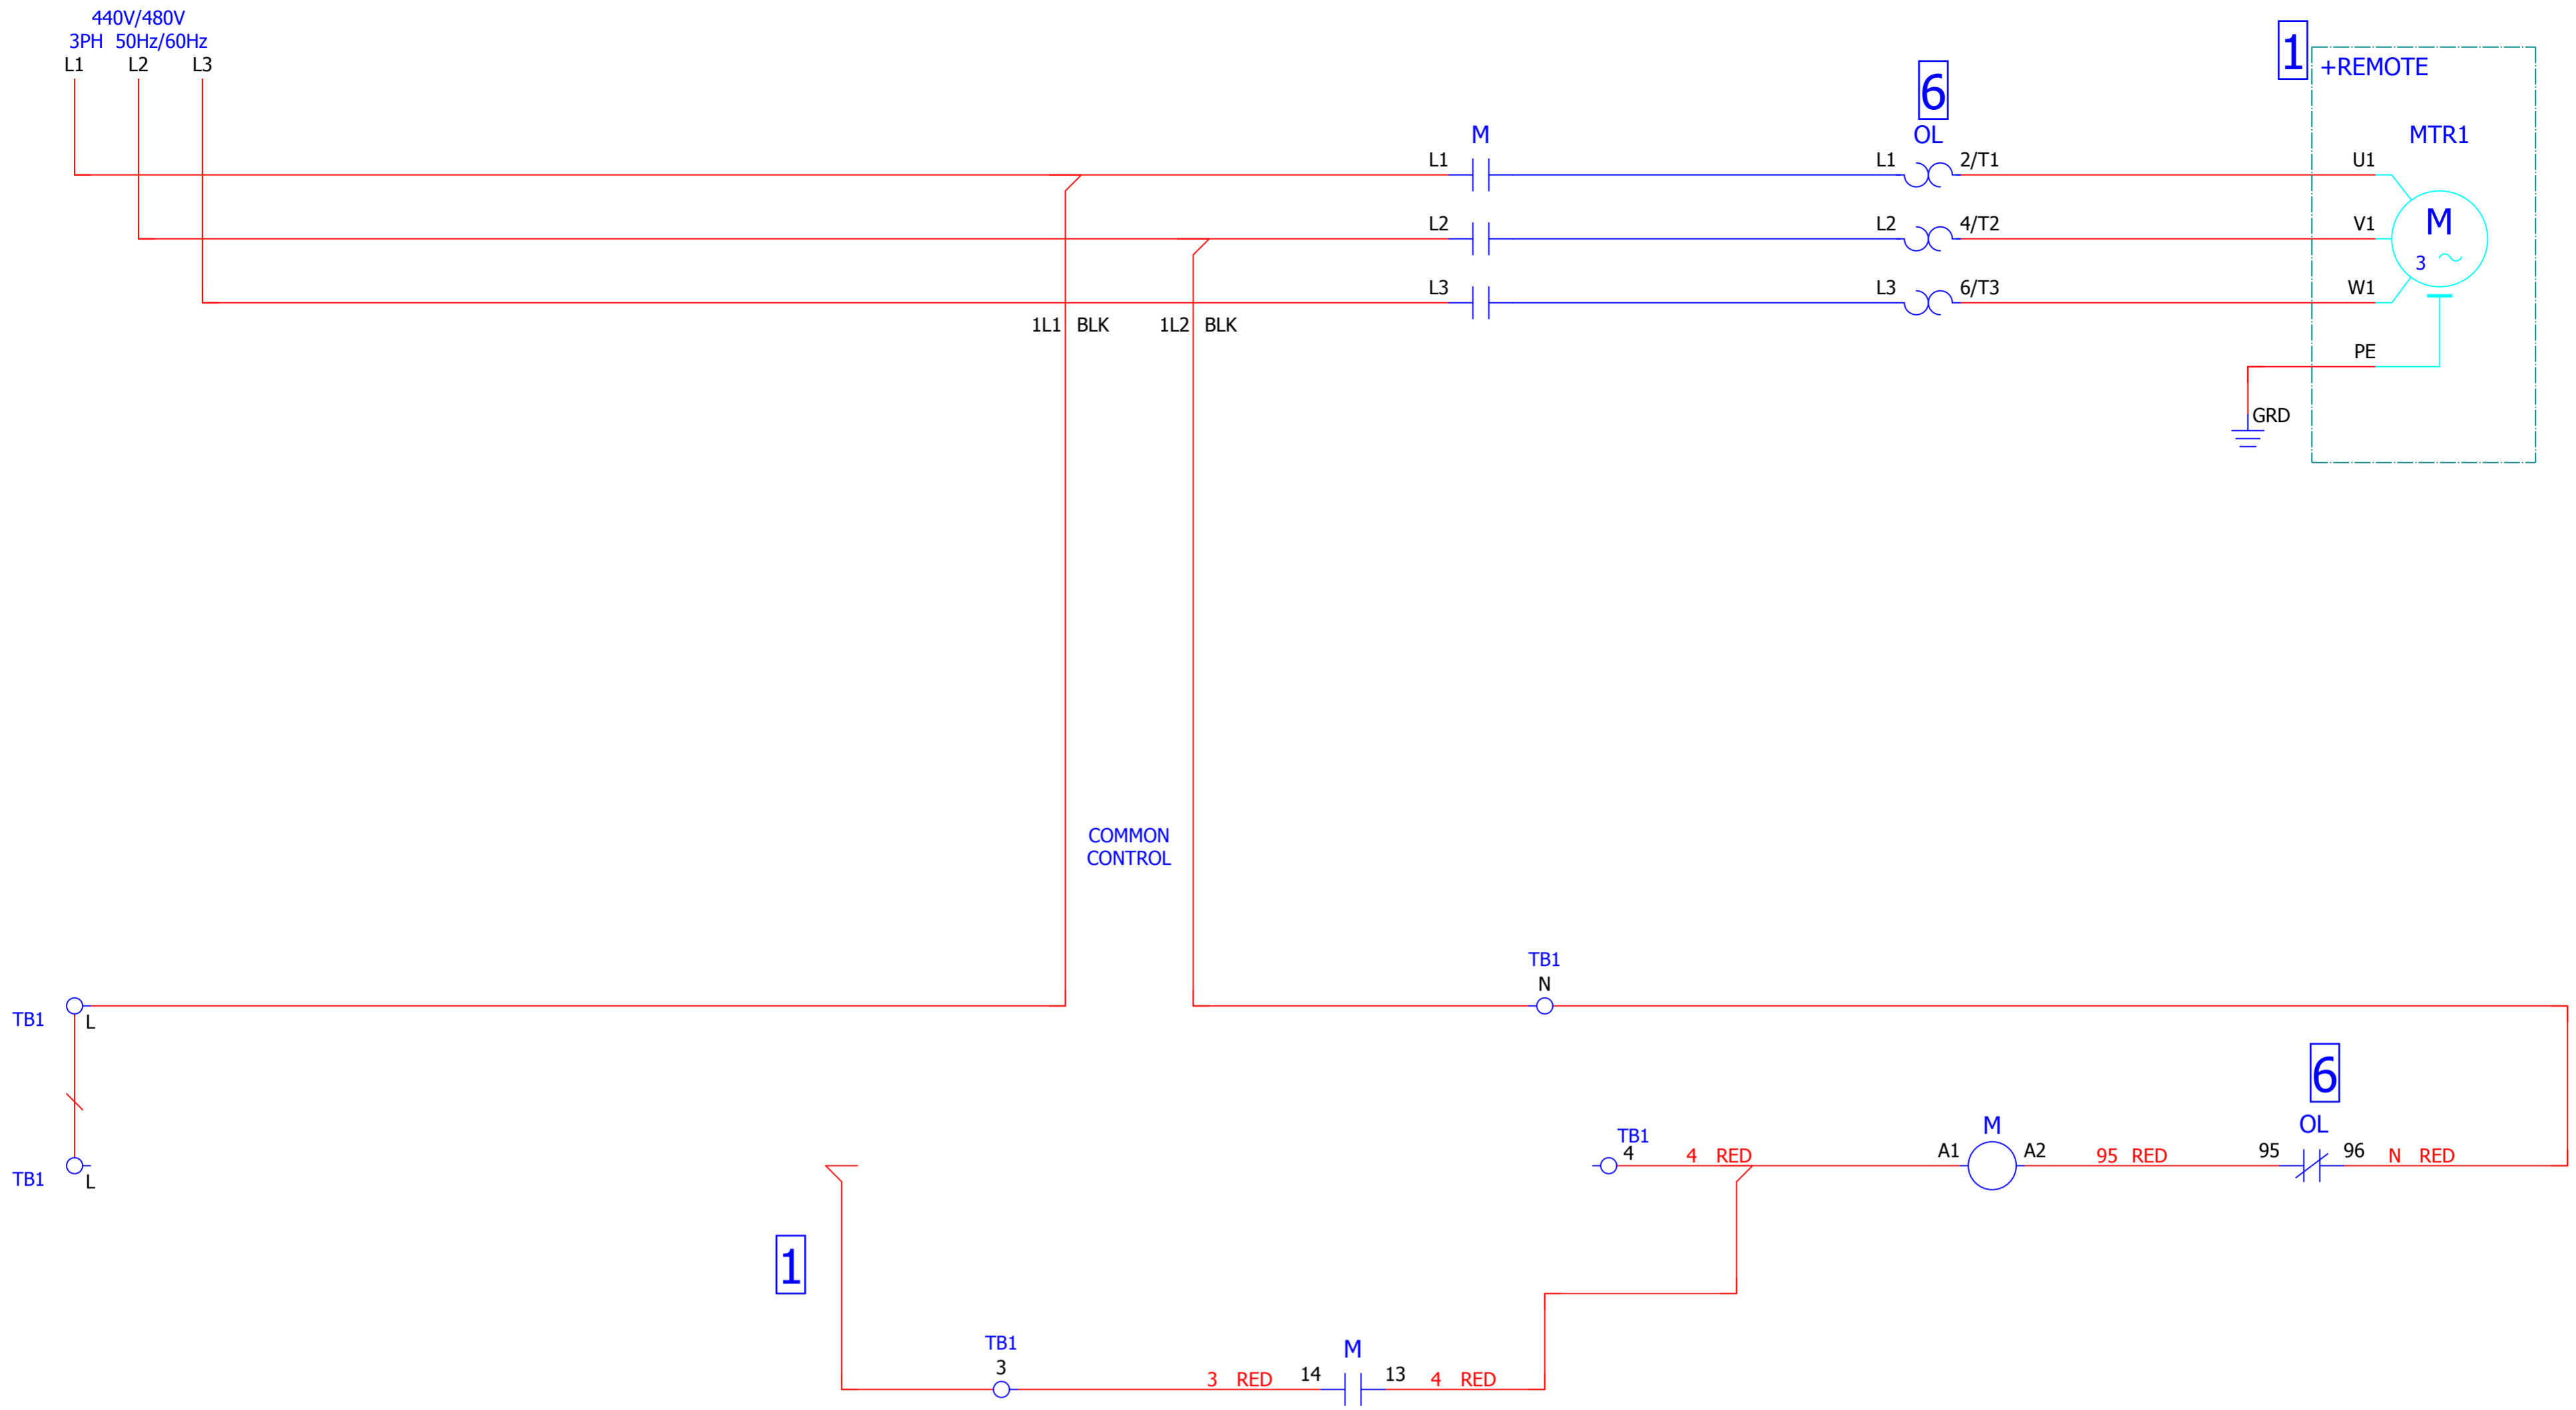 440V/480V
3PH 50Hz/60Hz
L1 L2 L3
1
+REMOTE
6
M OL MTR1
L1 L1 2/T1 U1
M
3
L2 L2 4/T2 V1
L3 L3 6/T3 W1
1L1 BLK 1L2 BLK
PE
GRD
COMMON
CONTROL
TB1
N
TB1 L
6
TB1 M OL
4 4 RED A1 A2 95 RED 95 96 N RED
TB1 L
1
TB1 M
3 3 RED 14 13 4 RED